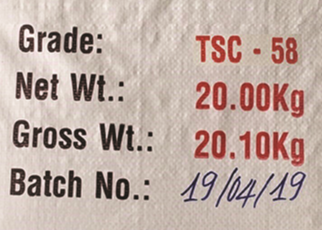 Grade: TSC - 58
Net Wt.: 20.00Kg
Gross Wt.: 20.10Kg
Batch No.: 19/04/19